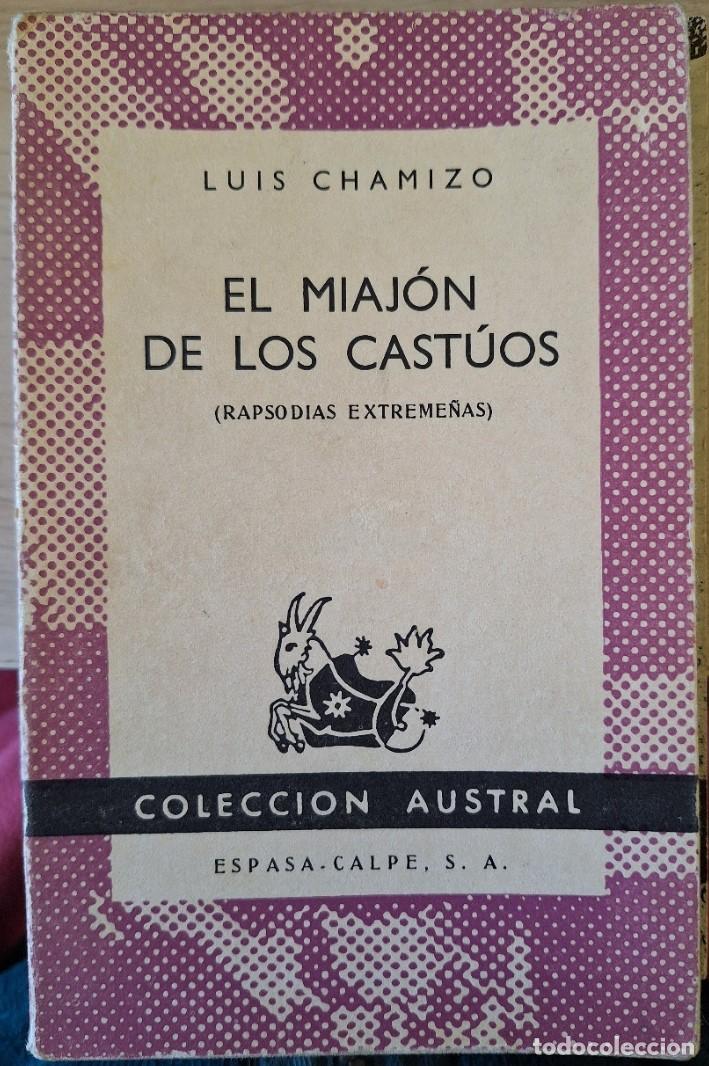 LUIS CHAMIZO
EL MIAJÓN
DE LOS CASTÚOS
(RAPSODIAS EXTREMEÑAS)
COLECCION AUSTRAL
ESPASA-CALPE, S. A.
todocoleccion